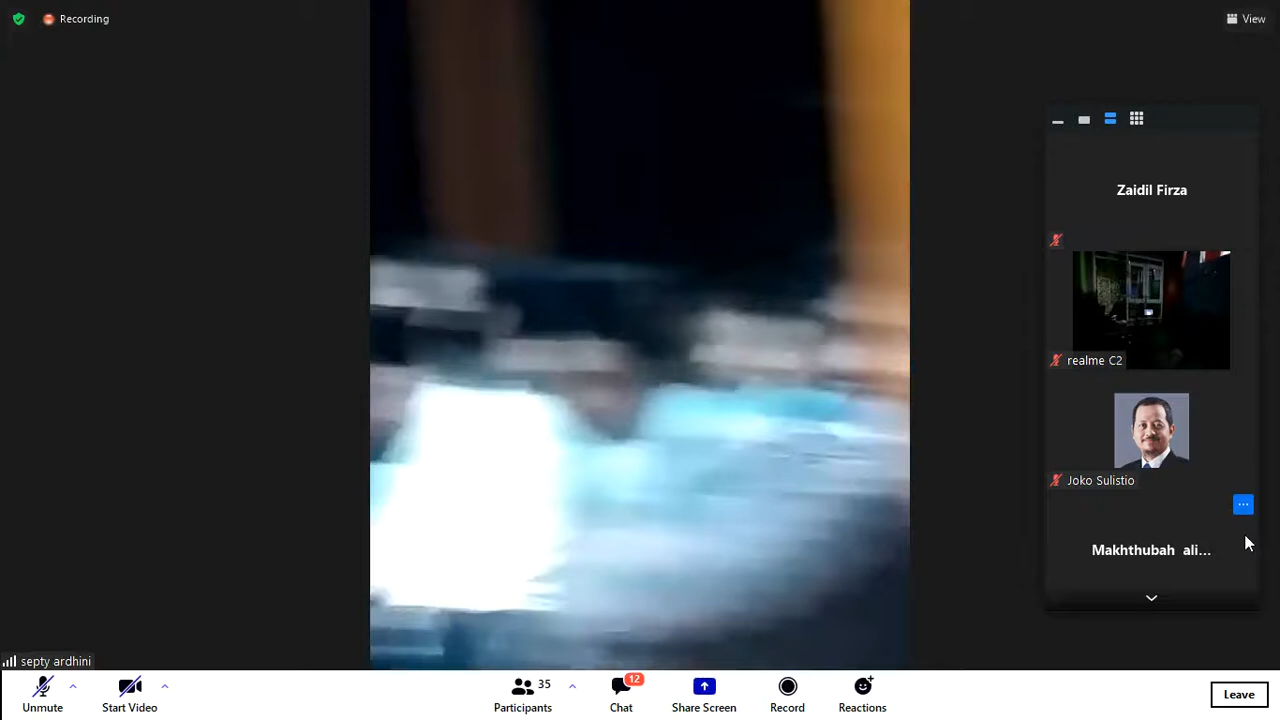 Recording
View
Zaidil Firza
realme C2
Joko Sulistio
Makhthubah ali...
septy ardhini
Unmute
Start Video
35
Participants
12
Chat
Share Screen
Record
Reactions
Leave